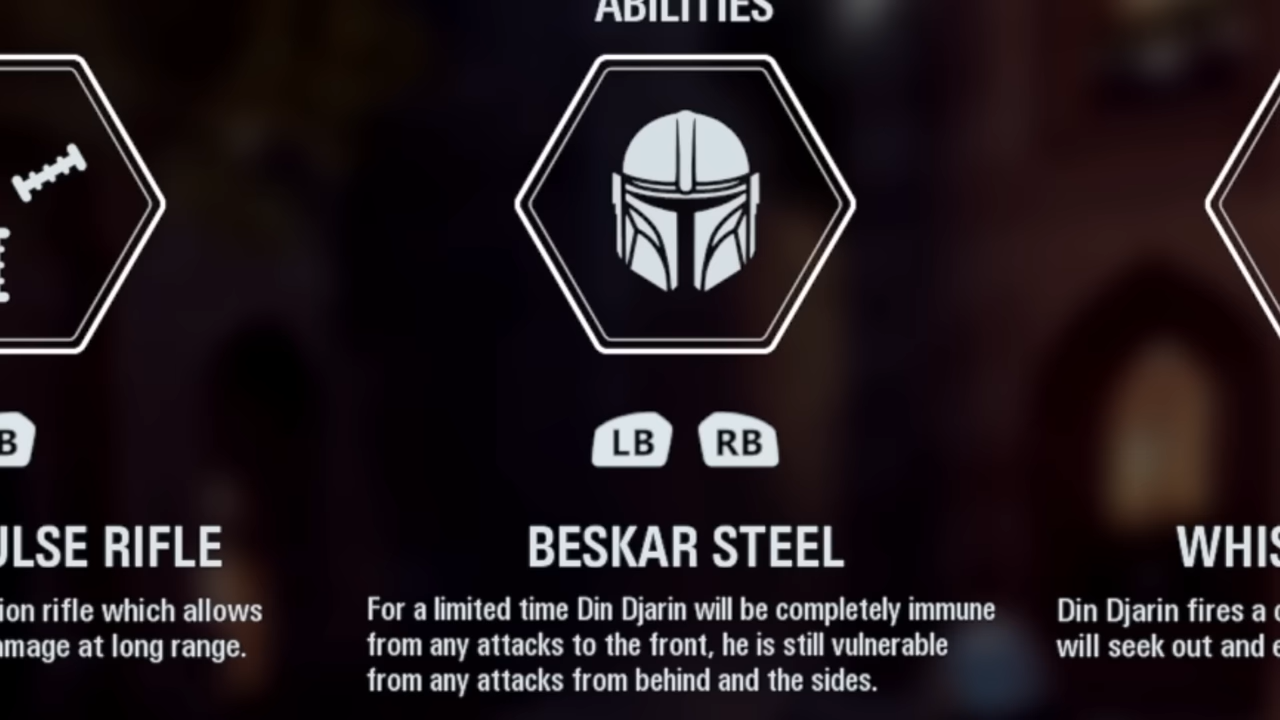 ABILITIES
B
LB RB
ULSE RIFLE
BESKAR STEEL
WHIS
ion rifle which allows
amage at long range.
For a limited time Din Djarin will be completely immune
from any attacks to the front, he is still vulnerable
from any attacks from behind and the sides.
Din Djarin fires a
will seek out and